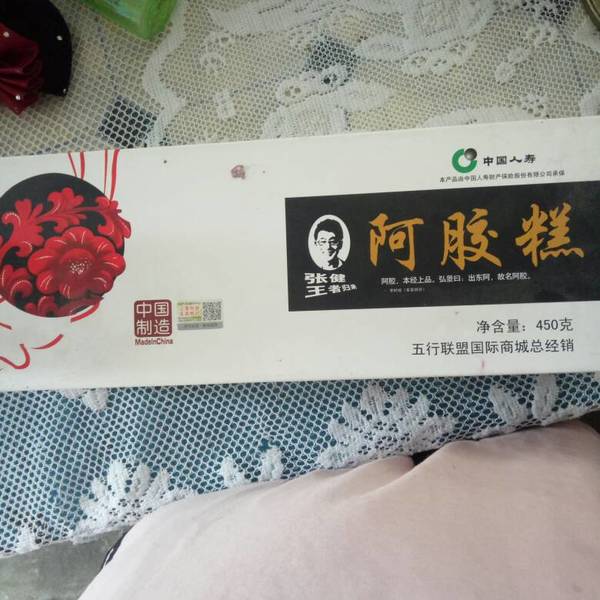 中国人寿
本产品由中国人寿财产保险股份有限公司承保
阿胶糕
张健
王者归来
阿胶，本经上品，弘景曰：出东阿，故名阿胶。
中国
制造
MadeInChina
净含量：450克
五行联盟国际商城总经销